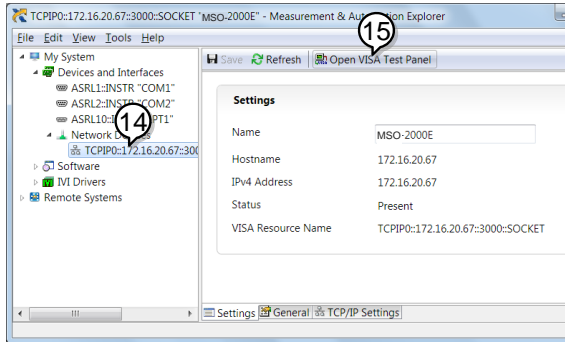 TCPIP0::172.16.20.67::3000::SOCKET "MSO-2000E" - Measurement & Automation Explorer
File Edit View Tools Help
My System
Devices and Interfaces
ASRL1::INSTR "COM1"
ASRL2::INSTR "COM2"
ASRL10::
PT1"
14
Network
TCPIP0::172.16.20.67::300
Software
IVI Drivers
Remote Systems
15
Save Refresh Open VISA Test Panel
Settings
Name MSO-2000E
Hostname 172.16.20.67
IPv4 Address 172.16.20.67
Status Present
VISA Resource Name TCPIP0::172.16.20.67::3000::SOCKET
Settings General TCP/IP Settings